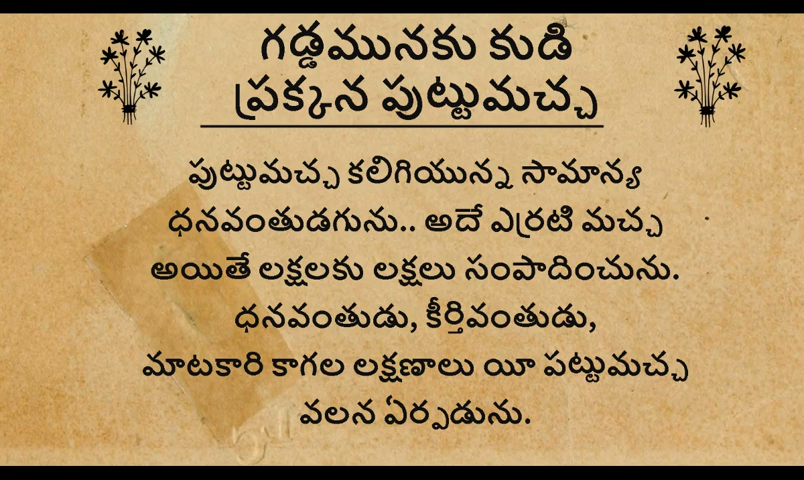 గడ్డమునకు కుడి
ప్రక్కన పుట్టుమచ్చ
పుట్టుమచ్చ కలిగియున్న సామాన్య
ధనవంతుడగును.. అదే ఎర్రటి మచ్చ
అయితే లక్షలకు లక్షలు సంపాదించును.
ధనవంతుడు, కీర్తివంతుడు,
మాటకారి కాగల లక్షణాలు యీ పట్టుమచ్చ
వలన ఏర్పడును.